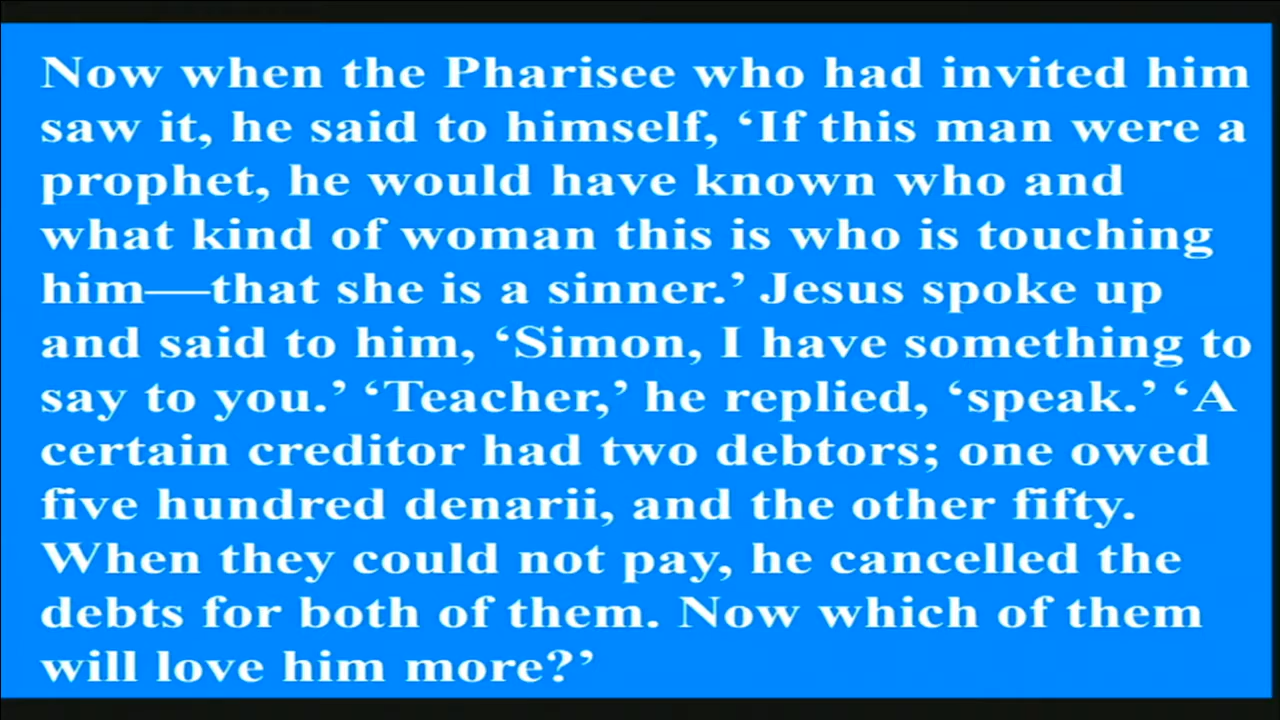 Now when the Pharisee who had invited him
saw it, he said to himself, ‘If this man were a
prophet, he would have known who and
what kind of woman this is who is touching
him—that she is a sinner.’ Jesus spoke up
and said to him, ‘Simon, I have something to
say to you.’ ‘Teacher,’ he replied, ‘speak.’ ‘A
certain creditor had two debtors; one owed
five hundred denarii, and the other fifty.
When they could not pay, he cancelled the
debts for both of them. Now which of them
will love him more?’